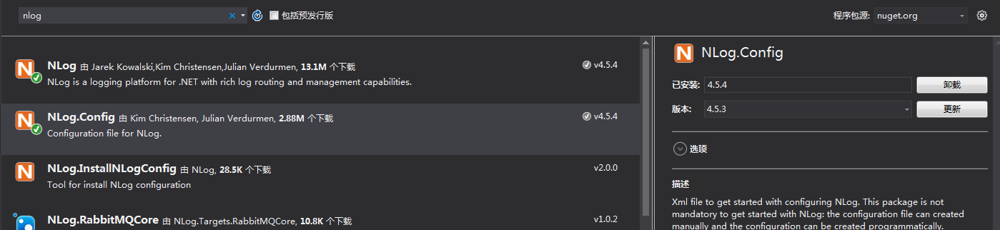 nlog
包括预发行版
程序包源: nuget.org
NLog 由 Jarek Kowalski,Kim Christensen,Julian Verdurmen, 13.1M 个下载
v4.5.4
NLog is a logging platform for .NET with rich log routing and management capabilities.
NLog.Config 由 Kim Christensen, Julian Verdurmen, 2.88M 个下载
v4.5.4
Configuration file for NLog.
NLog.InstallNLogConfig 由 NLog, 28.5K 个下载
v2.0.0
Tool for install NLog configuration
NLog.RabbitMQCore 由 NLog.Targets.RabbitMQCore, 10.8K 个下载
v1.0.2
N NLog.Config
已安装: 4.5.4 卸载
版本: 4.5.3 更新
选项
描述
Xml file to get started with configuring NLog. This package is not
mandatory to get started with NLog: the configuration file can created
manually and the configuration can be created programmatically.